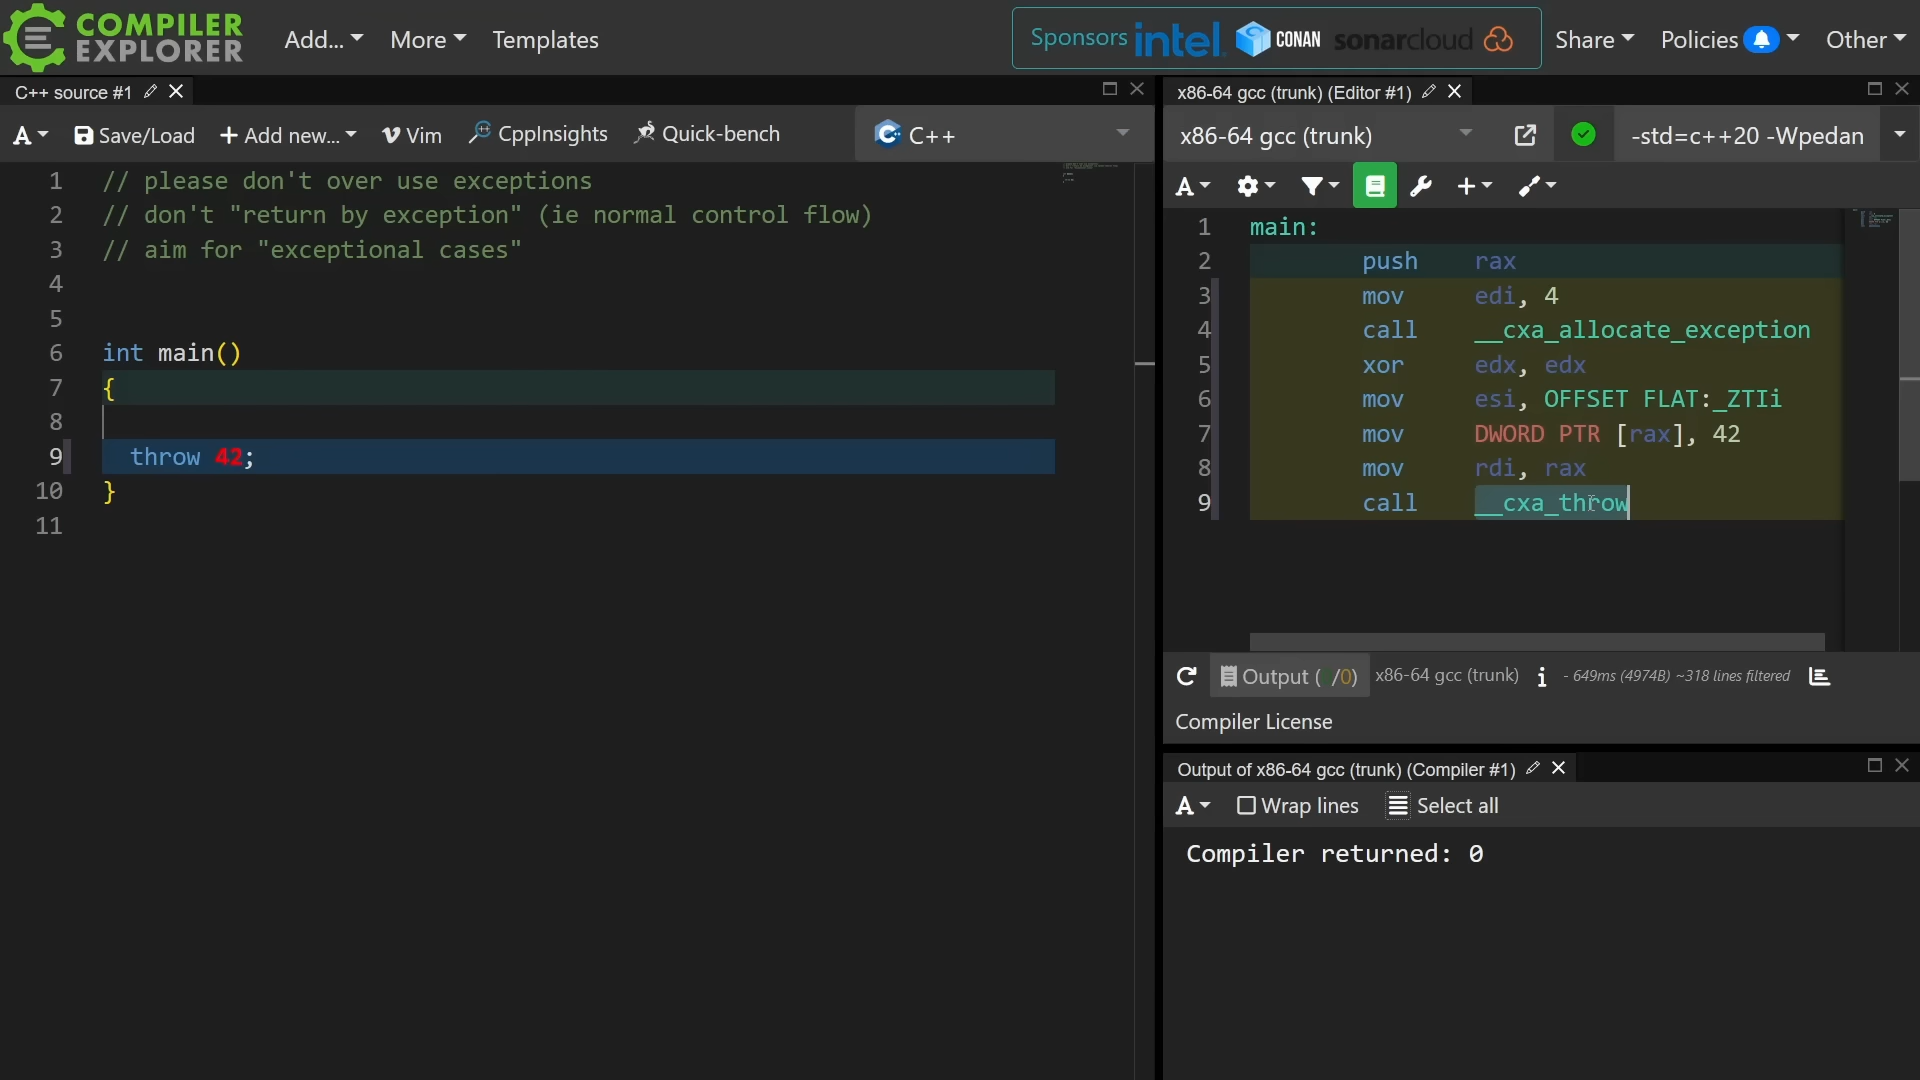 COMPILER
EXPLORER
Add...
More
Templates
Sponsors intel. CONAN sonarcloud
Share
Policies
Other
C++ source #1
A
Save/Load
+ Add new...
Vim
CppInsights
Quick-bench
C++
1 // please don't over use exceptions
2 // don't "return by exception" (ie normal control flow)
3 // aim for "exceptional cases"
4
5
6 int main()
7 {
8
9 throw 42;
10 }
11
x86-64 gcc (trunk) (Editor #1)
x86-64 gcc (trunk)
-std=c++20 -Wpedan
A
1 main:
2 push rax
3 mov edi, 4
4 call __cxa_allocate_exception
5 xor edx, edx
6 mov esi, OFFSET FLAT:_ZTIi
7 mov DWORD PTR [rax], 42
8 mov rdi, rax
9 call __cxa_throw
Output ( /0) x86-64 gcc (trunk) i - 649ms (4974B) ~318 lines filtered
Compiler License
Output of x86-64 gcc (trunk) (Compiler #1)
A
Wrap lines
Select all
Compiler returned: 0